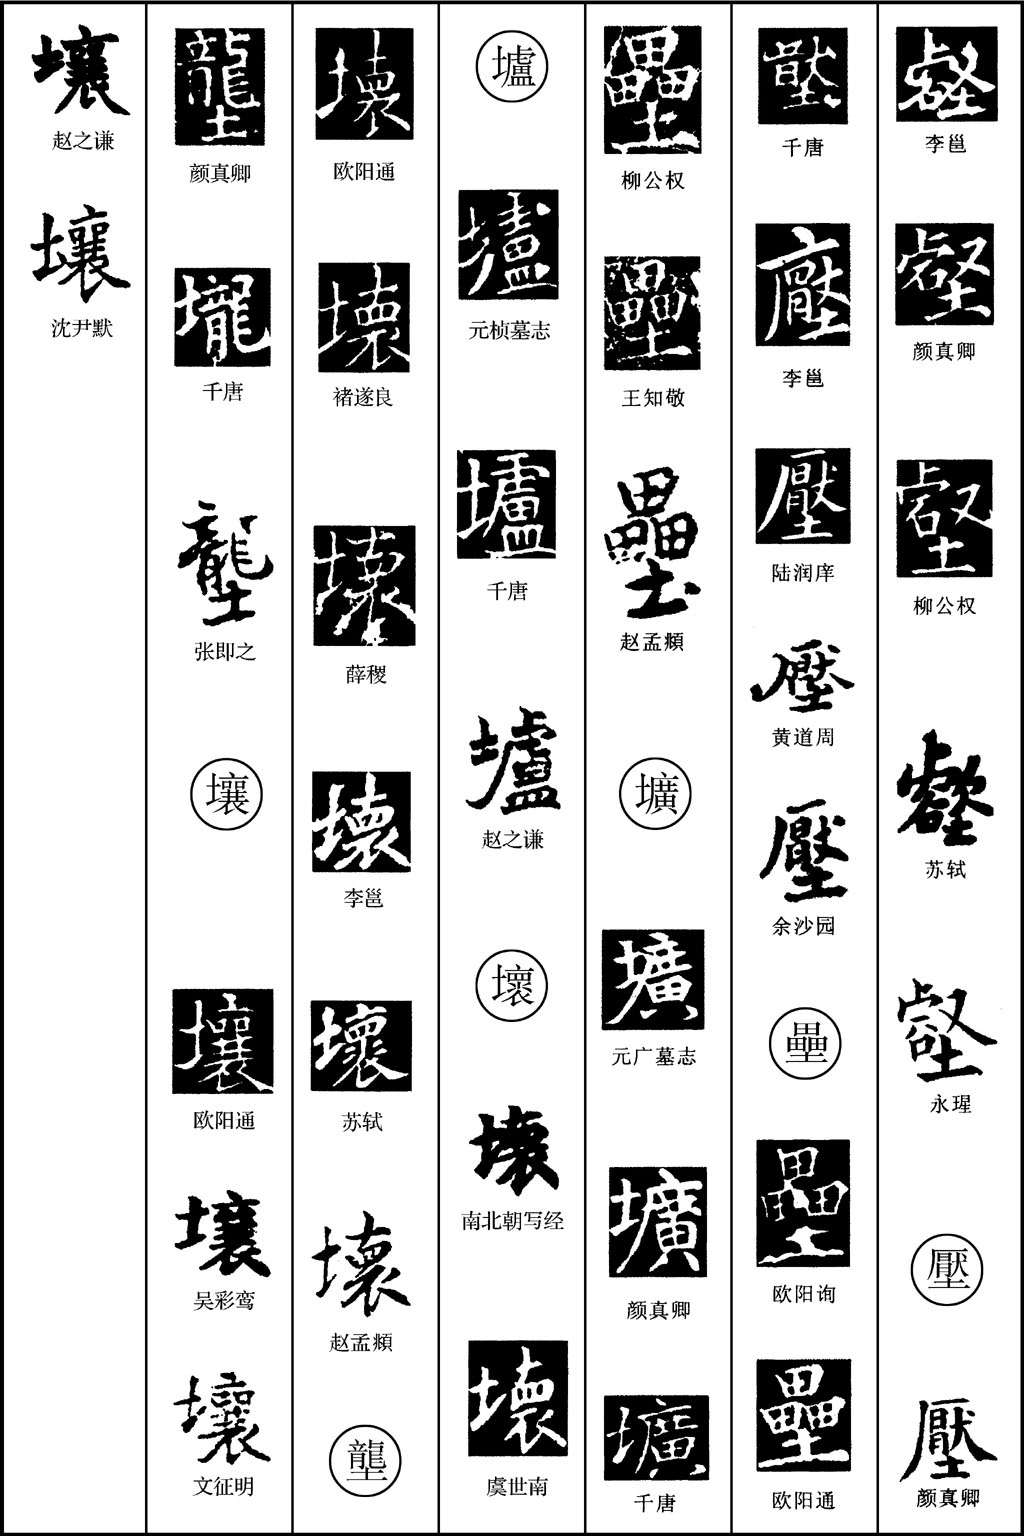 壑
李邕
壑
颜真卿
壑
柳公权
壑
苏轼
壑
永瑆
壓
壓
颜真卿
壓
千唐
壓
李邕
壓
陆润庠
壓
黄道周
壓
余沙园
壘
壘
欧阳询
壘
欧阳通
壘
柳公权
壘
王知敬
壘
赵孟頫
壙
壙
元广墓志
壙
颜真卿
壙
千唐
壚
壚
元桢墓志
壚
千唐
壚
赵之谦
壞
壞
南北朝写经
壞
虞世南
壞
欧阳通
壞
褚遂良
壞
薛稷
壞
李邕
壞
苏轼
壞
赵孟頫
壟
壟
颜真卿
壠
千唐
壟
张即之
壤
壤
欧阳通
壤
吴彩鸾
壤
文征明
壤
赵之谦
壤
沈尹默